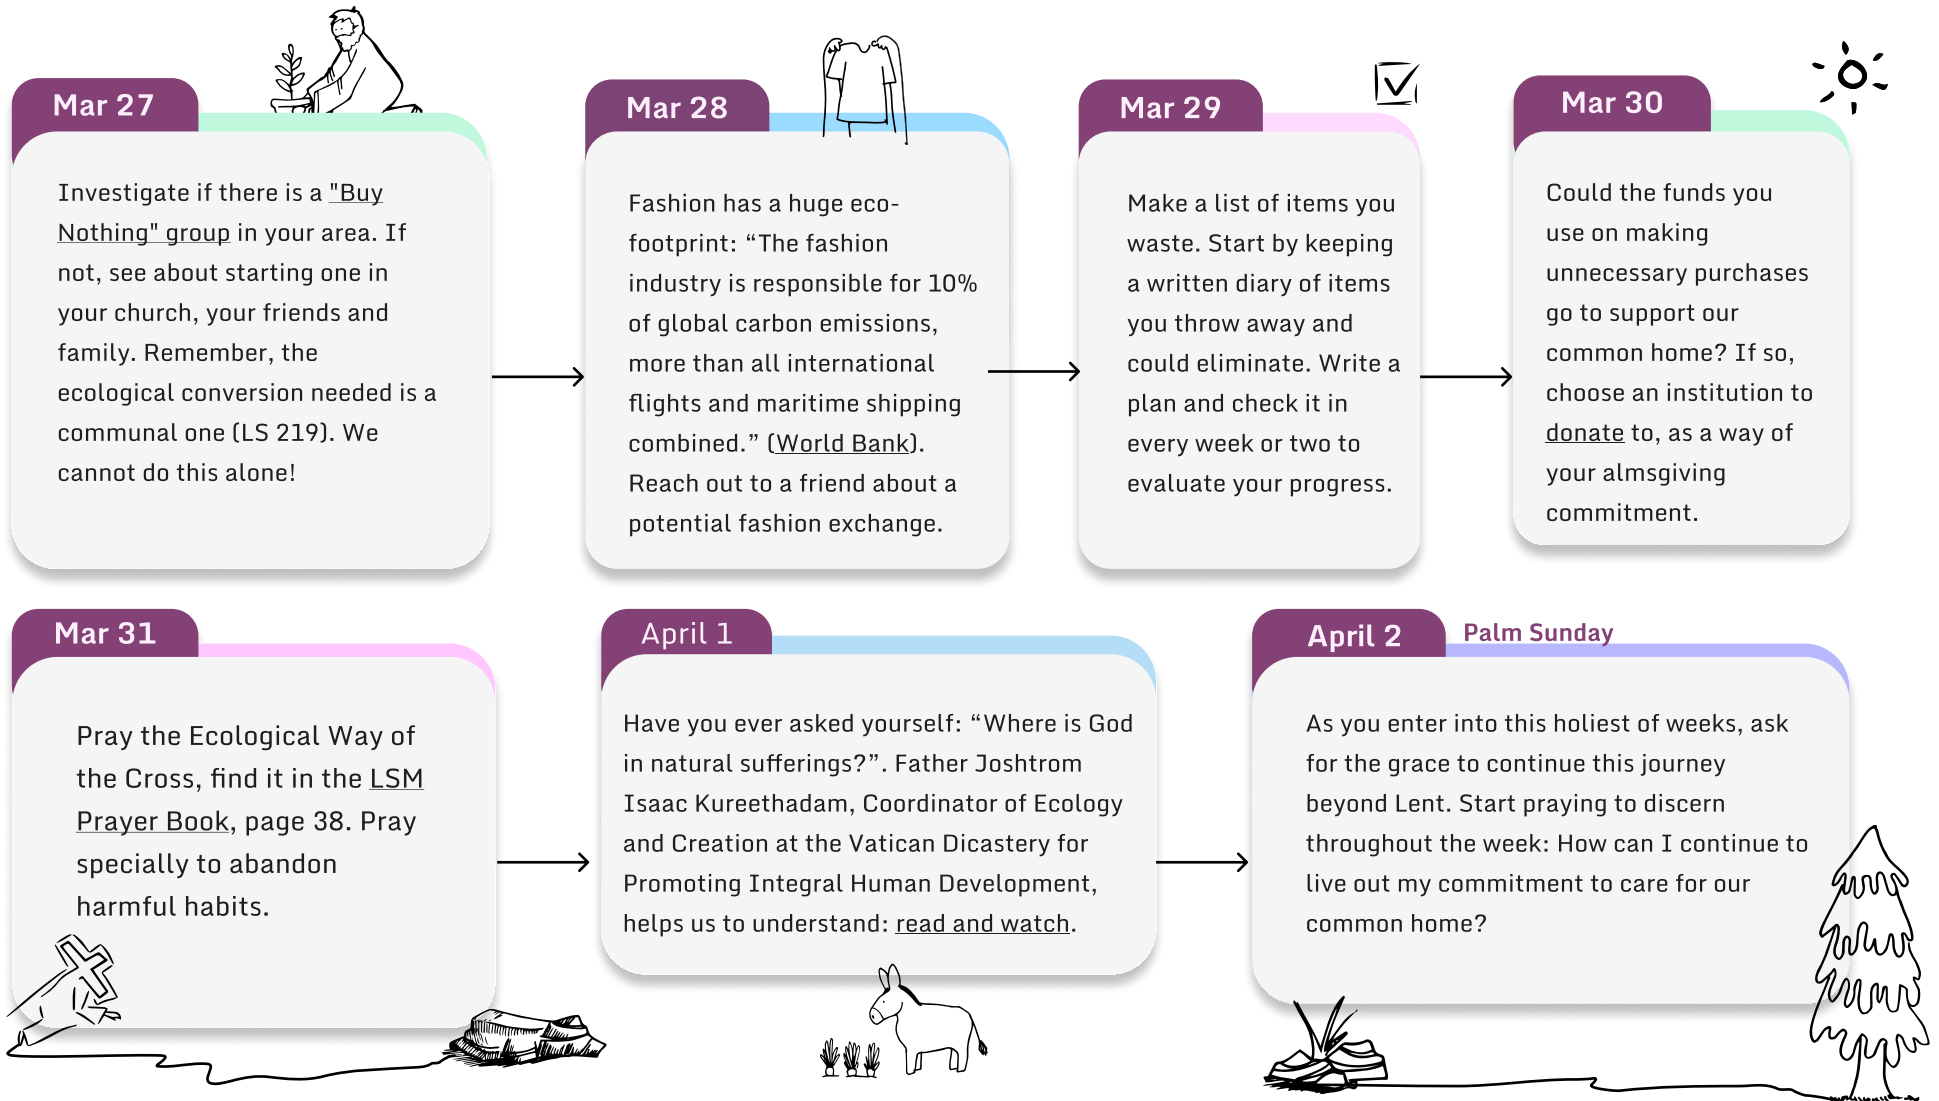 Mar 27
Investigate if there is a "Buy
Nothing" group in your area. If
not, see about starting one in
your church, your friends and
family. Remember, the
ecological conversion needed is a
communal one (LS 219). We
cannot do this alone!
Mar 28
Fashion has a huge eco-
footprint: “The fashion
industry is responsible for 10%
of global carbon emissions,
more than all international
flights and maritime shipping
combined.” (World Bank).
Reach out to a friend about a
potential fashion exchange.
Mar 29
Make a list of items you
waste. Start by keeping
a written diary of items
you throw away and
could eliminate. Write a
plan and check it in
every week or two to
evaluate your progress.
Mar 30
Could the funds you
use on making
unnecessary purchases
go to support our
common home? If so,
choose an institution to
donate to, as a way of
your almsgiving
commitment.
Mar 31
Pray the Ecological Way of
the Cross, find it in the LSM
Prayer Book, page 38. Pray
specially to abandon
harmful habits.
April 1
Have you ever asked yourself: “Where is God
in natural sufferings?”. Father Joshtrom
Isaac Kureethadam, Coordinator of Ecology
and Creation at the Vatican Dicastery for
Promoting Integral Human Development,
helps us to understand: read and watch.
April 2
Palm Sunday
As you enter into this holiest of weeks, ask
for the grace to continue this journey
beyond Lent. Start praying to discern
throughout the week: How can I continue to
live out my commitment to care for our
common home?